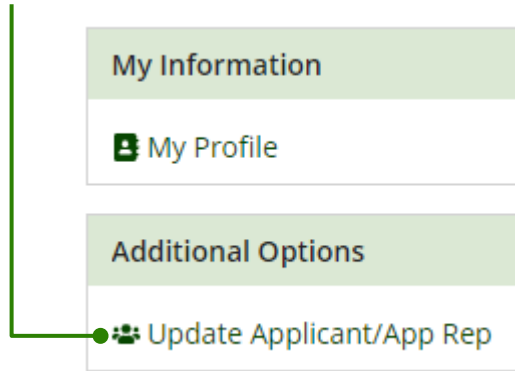 My Information
My Profile
Additional Options
Update Applicant/App Rep